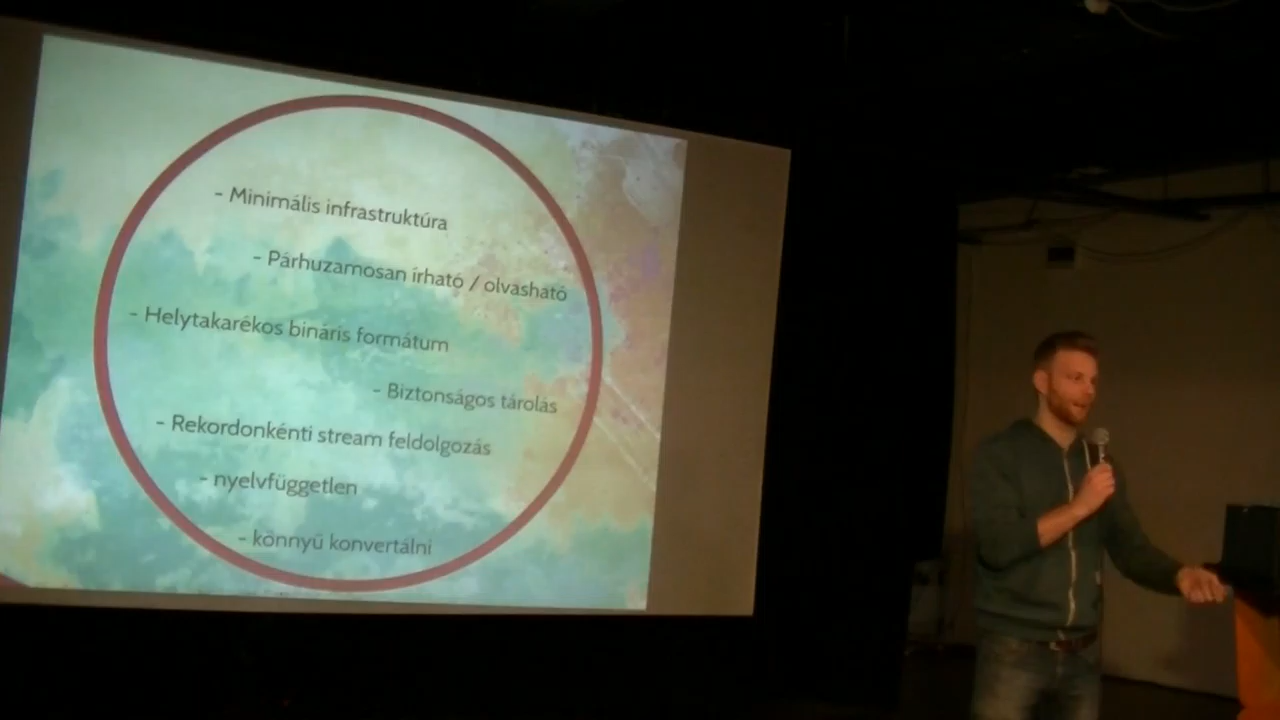 - Minimális infrastruktúra
- Párhuzamosan írható / olvasható
- Helytakarékos bináris formátum
- Biztonságos tárolás
- Rekordonkénti stream feldolgozás
- nyelvfüggetlen
- könnyű konvertálni